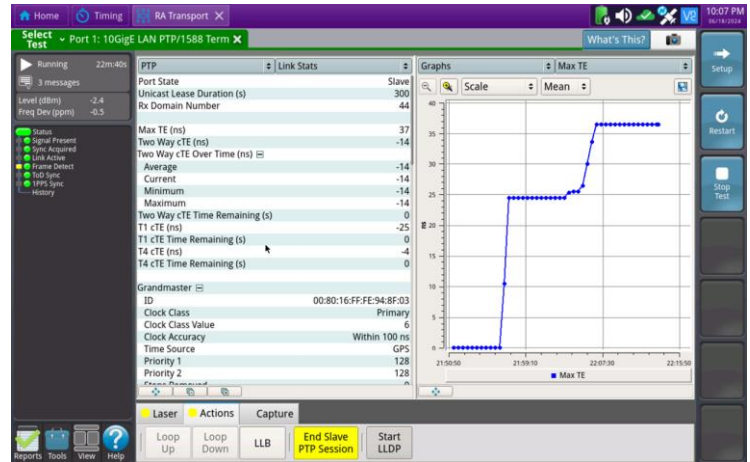 Home
Timing
RA Transport X
10:07 PM
06/18/2024
Select Test
Port 1: 10GigE LAN PTP/1588 Term X
What's This?
Running 22m:40s
3 messages
Level (dBm) -2.4
Freq Dev (ppm) -0.5
Status
Signal Present
Sync Acquired
Link Active
Frame Detect
ToD Sync
1PPS Sync
History
PTP
Link Stats
Port State Slave
Unicast Lease Duration (s) 300
Rx Domain Number 44
Max TE (ns) 37
Two Way cTE (ns) -14
Two Way cTE Over Time (ns)
Average -14
Current -14
Minimum -14
Maximum -14
Two Way cTE Time Remaining (s) 0
T1 cTE (ns) -25
T1 cTE Time Remaining (s) 0
T4 cTE (ns) -4
T4 cTE Time Remaining (s) 0
Grandmaster
ID 00:80:16:FF:FE:94:8F:03
Clock Class Primary
Clock Class Value 6
Clock Accuracy Within 100 ns
Time Source GPS
Priority 1 128
Priority 2 128
Graphs
Max TE
Scale
Mean
40
35
30
25
ns
20
15
10
5
0
21:50:50 21:59:10 22:07:30 22:15:50
Max TE
Setup
Restart
Stop Test
Laser
Actions
Capture
Loop Up
Loop Down
LLB
End Slave PTP Session
Start LLDP
Reports
Tools
View
Help